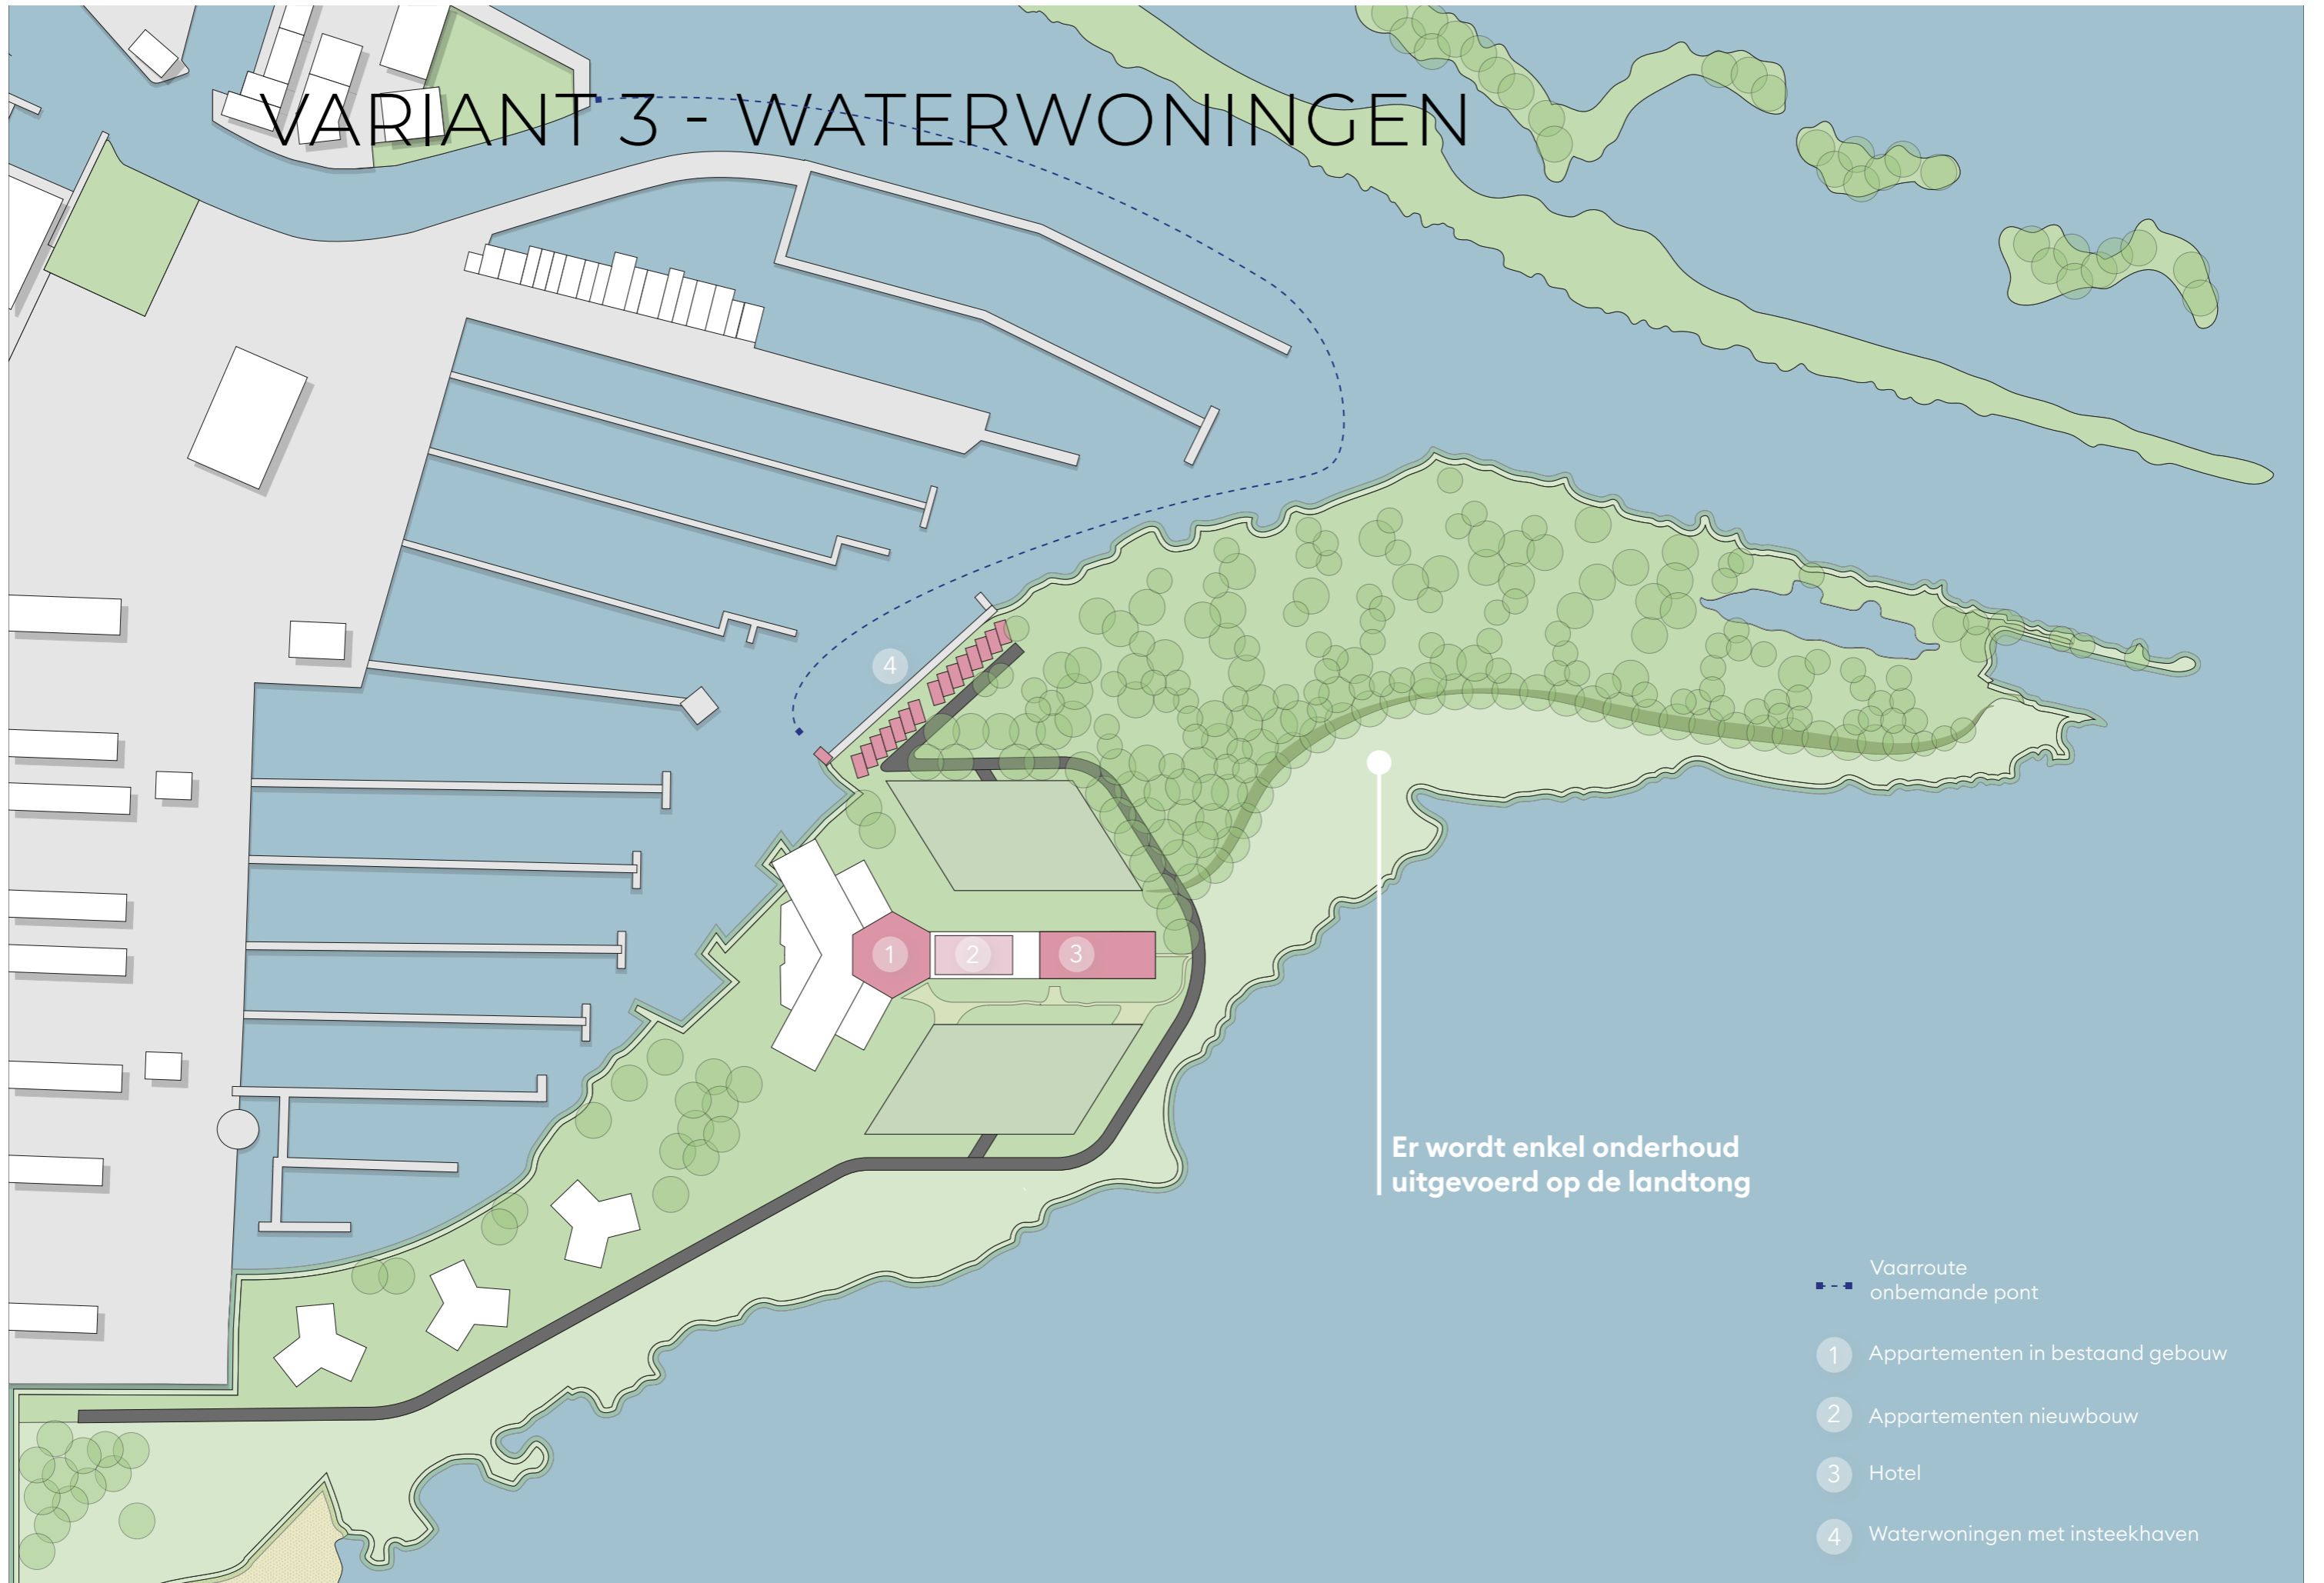 VARIANT 3 - WATERWONINGEN
4
1
2
3
Er wordt enkel onderhoud
uitgevoerd op de landtong
Vaarroute
onbemande pont
1 Appartementen in bestaand gebouw
2 Appartementen nieuwbouw
3 Hotel
4 Waterwoningen met insteekhaven